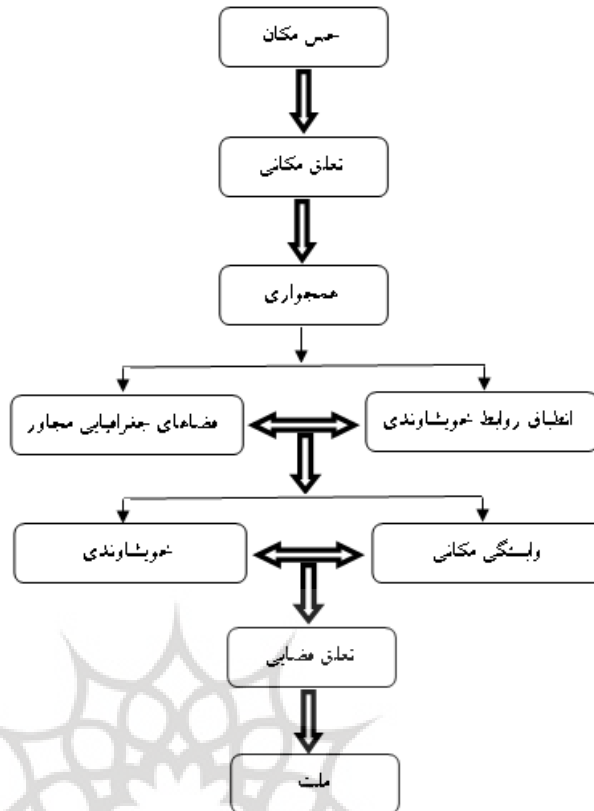 حس مکان
تعلق مکانی
همجواری
انطباق روابط خویشاوندی
فضاهای جغرافیایی مجاور
وابستگی مکانی
خویشاوندی
تعلق فضایی
ملت